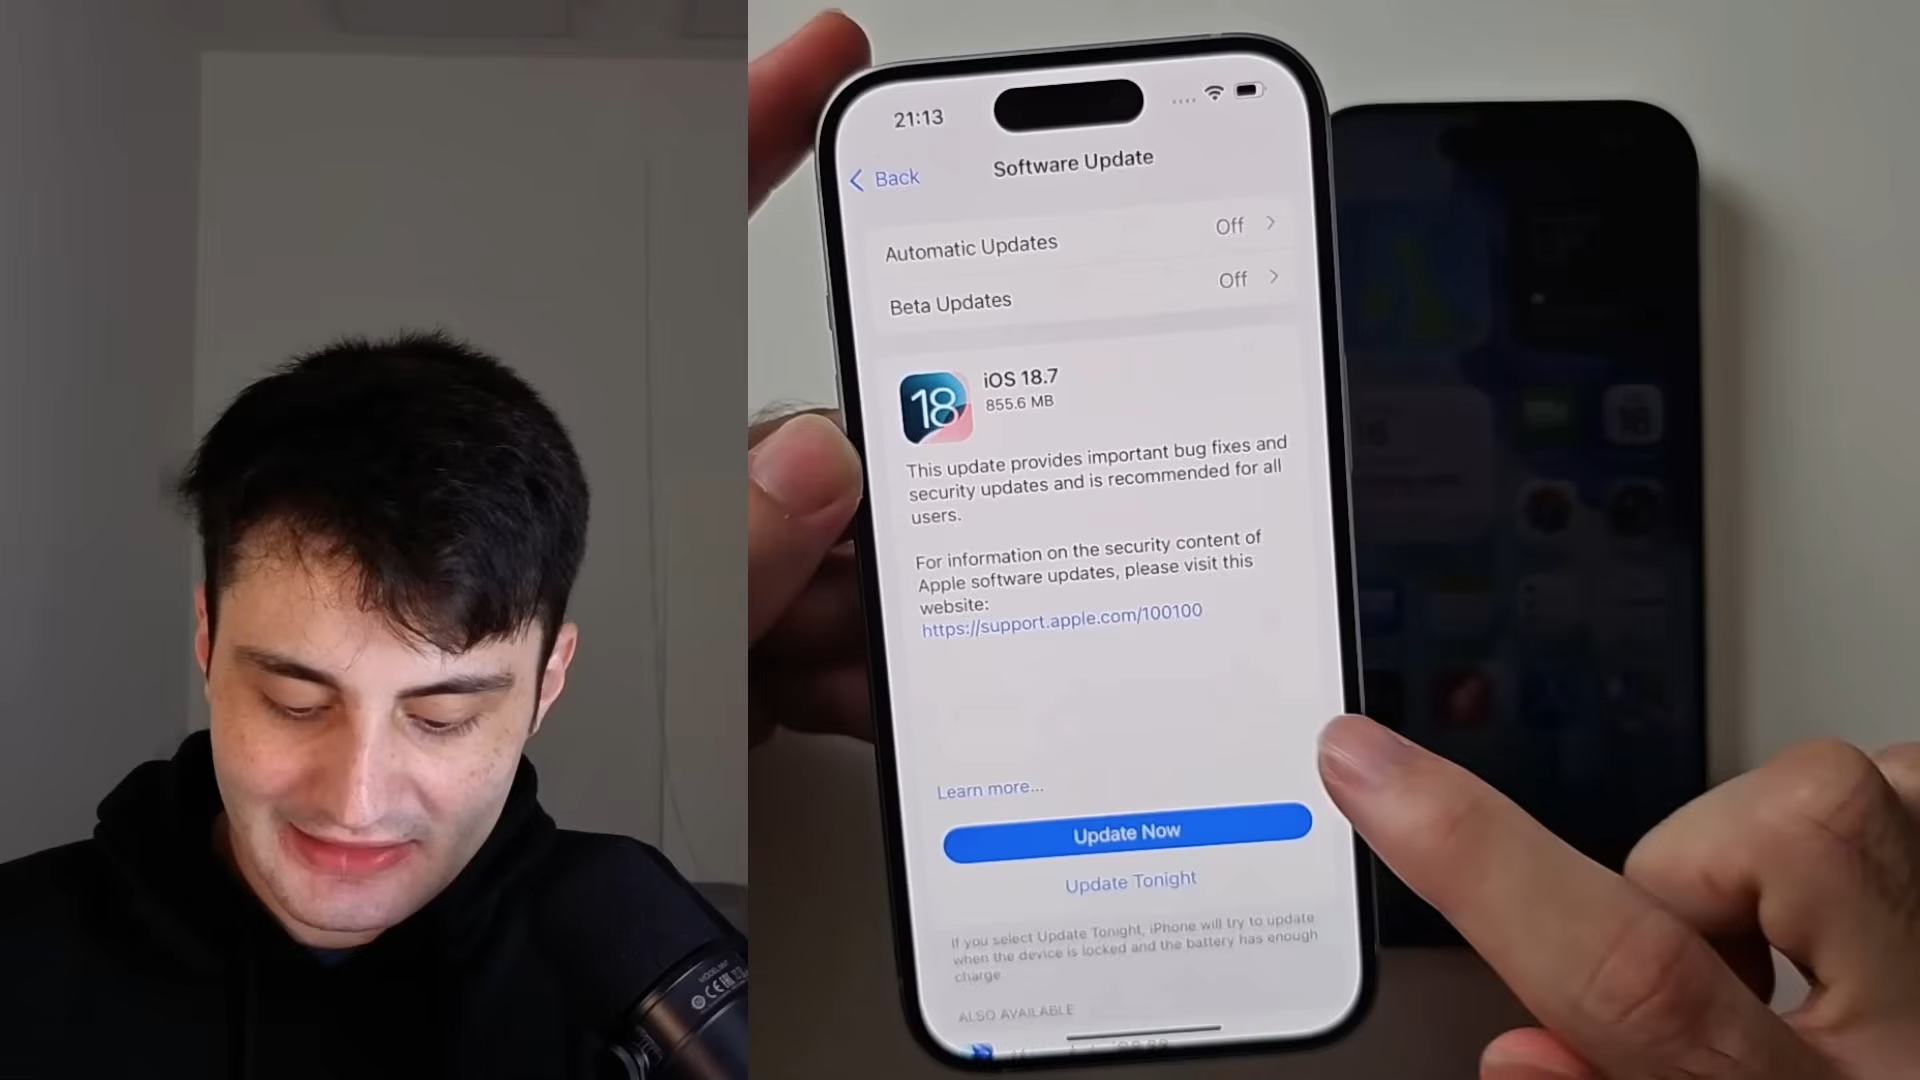 21:13
Back
Software Update
Automatic Updates
Off
Beta Updates
Off
18
iOS 18.7
855.6 MB
This update provides important bug fixes and
security updates and is recommended for all
users.
For information on the security content of
Apple software updates, please visit this
website:
https://support.apple.com/100100
Learn more...
Update Now
Update Tonight
If you select Update Tonight, iPhone will try to update
when the device is locked and the battery has enough
charge.
ALSO AVAILABLE